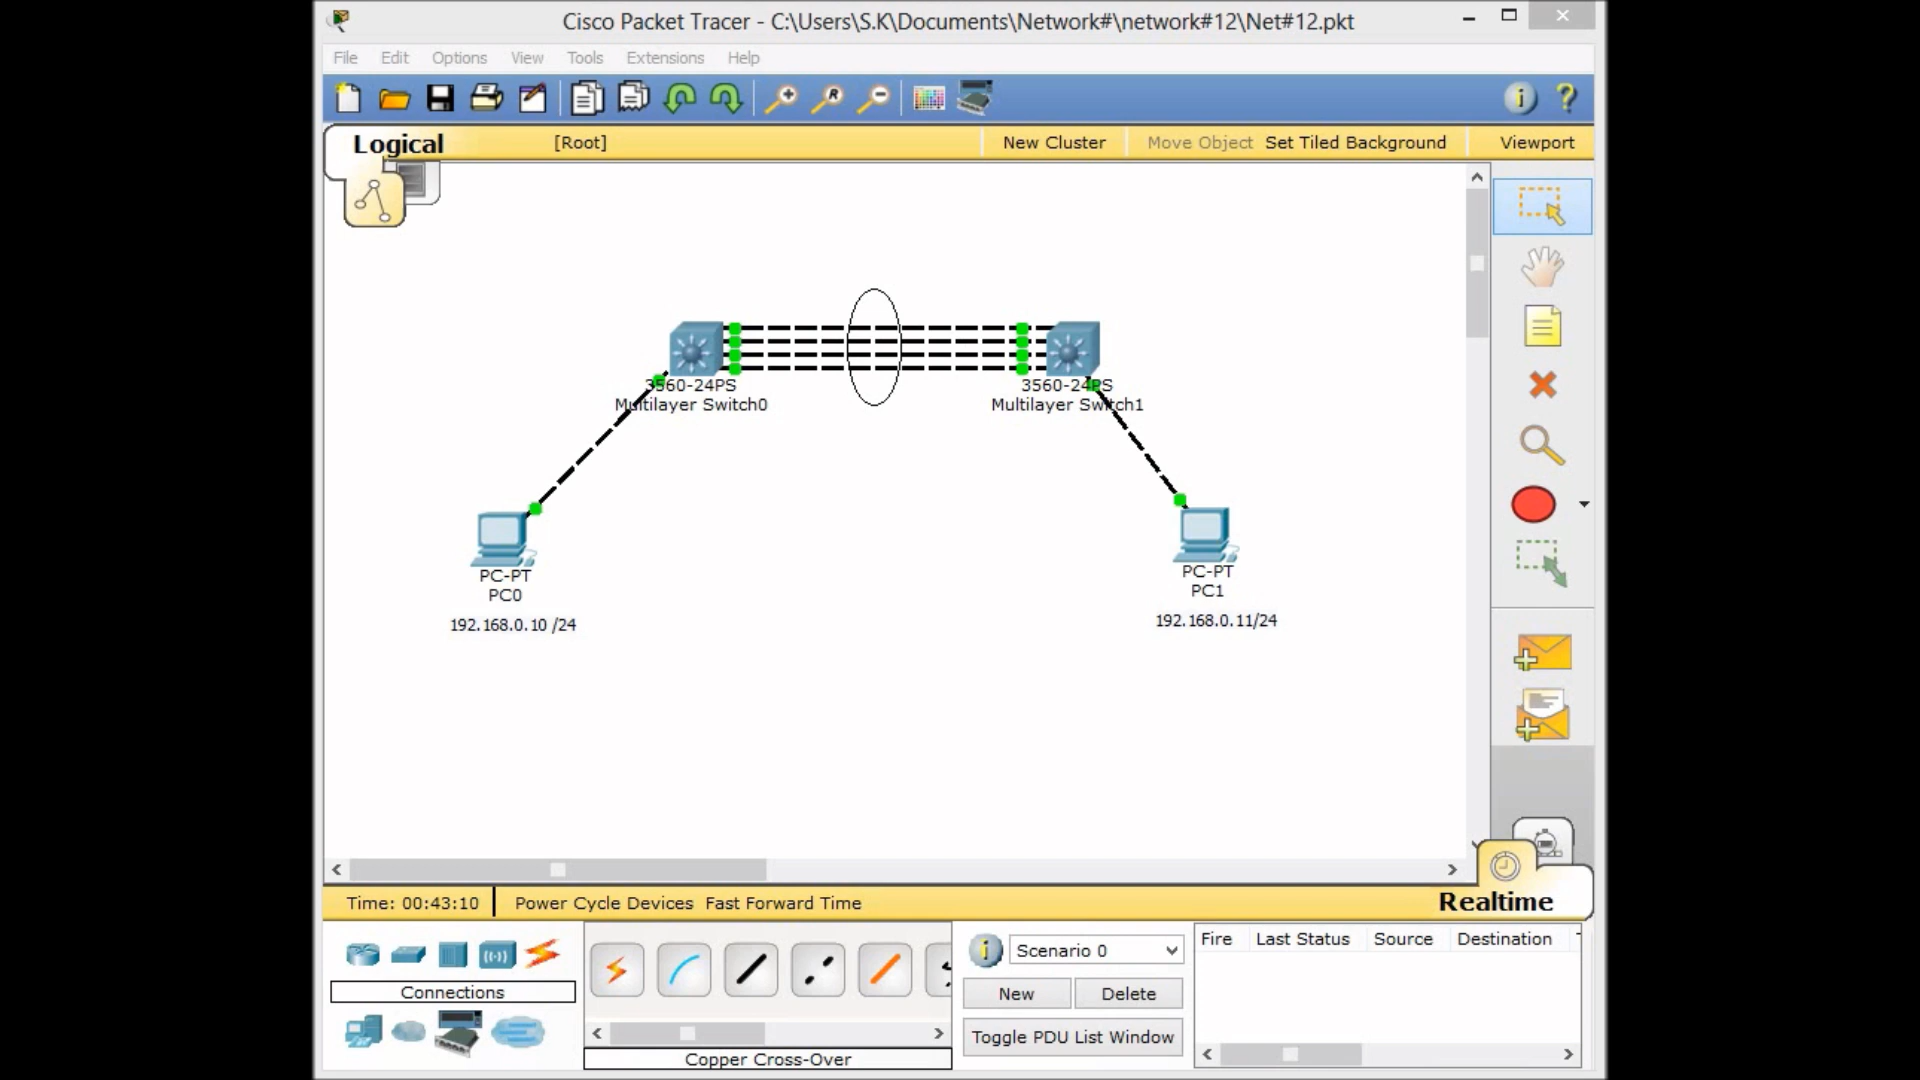 Cisco Packet Tracer - C:\Users\S.K\Documents\Network#\network#12\Net#12.pkt
File Edit Options View Tools Extensions Help
Logical [Root] New Cluster Move Object Set Tiled Background Viewport
3560-24PS
Multilayer Switch0
3560-24PS
Multilayer Switch1
PC-PT
PC0
192.168.0.10 /24
PC-PT
PC1
192.168.0.11/24
Time: 00:43:10 Power Cycle Devices Fast Forward Time Realtime
Connections
Copper Cross-Over
Scenario 0
New Delete
Toggle PDU List Window
Fire Last Status Source Destination